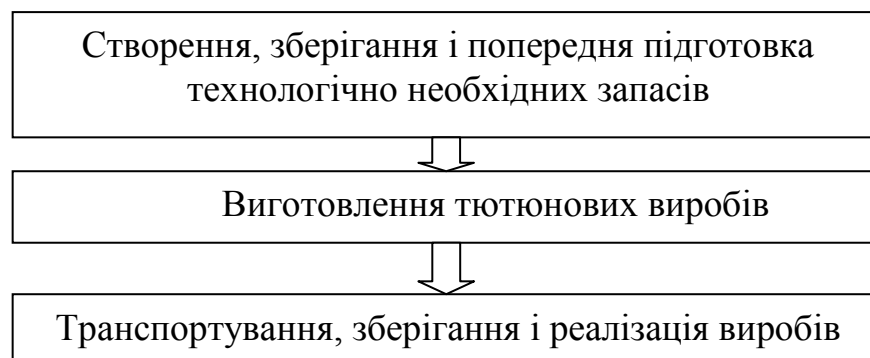 Створення, зберігання і попередня підготовка
технологічно необхідних запасів
Виготовлення тютюнових виробів
Транспортування, зберігання і реалізація виробів